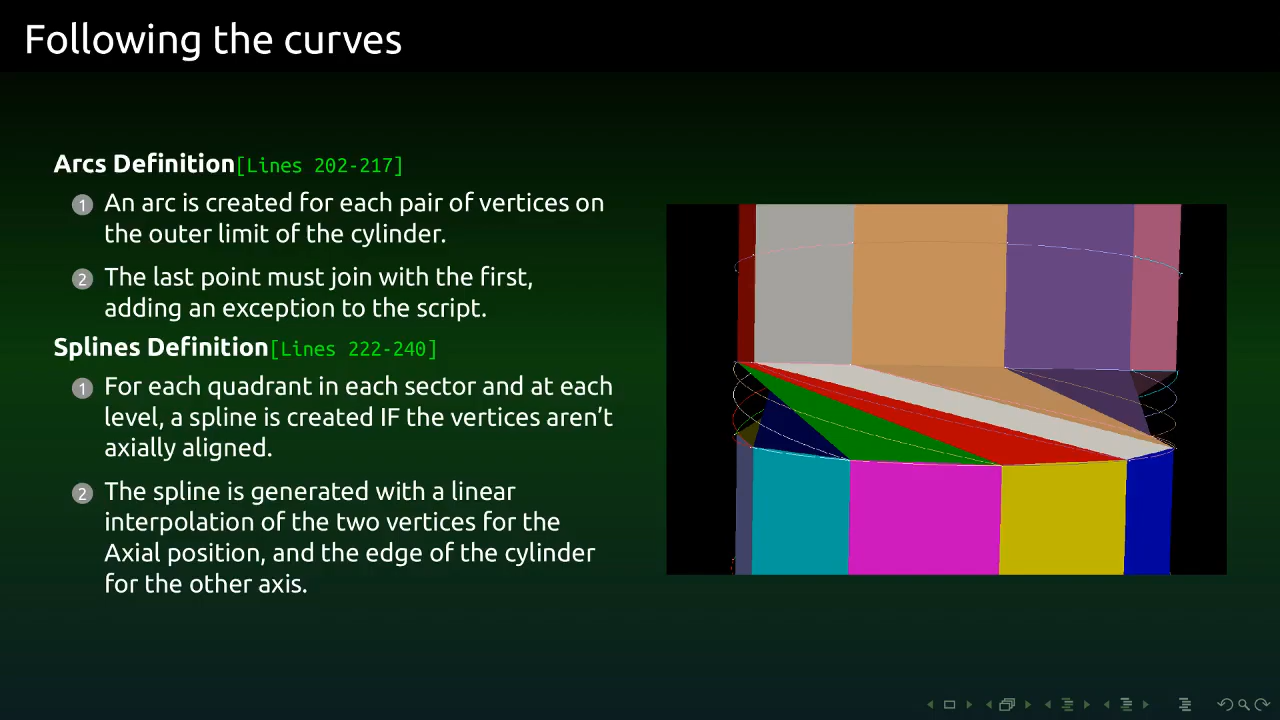 Following the curves
Arcs Definition[Lines 202-217]
1 An arc is created for each pair of vertices on
the outer limit of the cylinder.
2 The last point must join with the first,
adding an exception to the script.
Splines Definition[Lines 222-240]
1 For each quadrant in each sector and at each
level, a spline is created IF the vertices aren’t
axially aligned.
2 The spline is generated with a linear
interpolation of the two vertices for the
Axial position, and the edge of the cylinder
for the other axis.